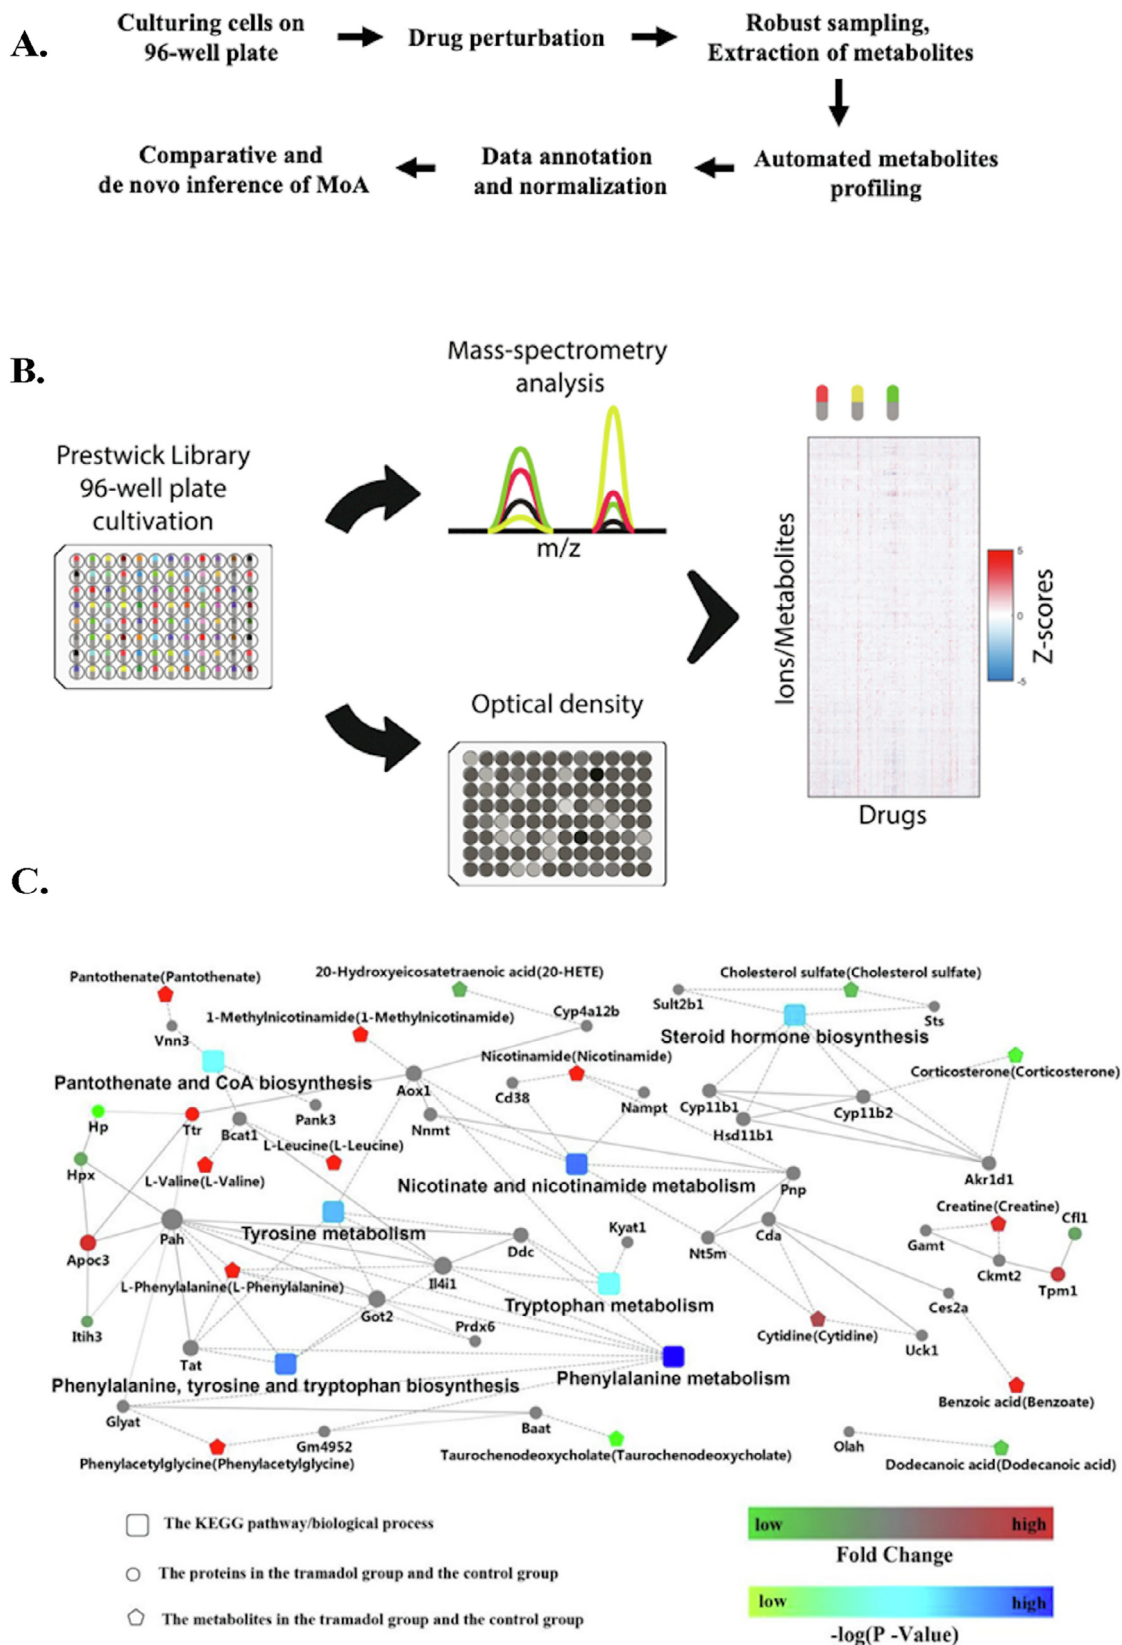 A.
Culturing cells on
96-well plate
Drug perturbation
Robust sampling,
Extraction of metabolites
Automated metabolites
profiling
Data annotation
and normalization
Comparative and
de novo inference of MoA
B.
Prestwick Library
96-well plate
cultivation
Mass-spectrometry
analysis
m/z
Optical density
Ions/Metabolites
Drugs
5
0
-5
Z-scores
C.
Pantothenate(Pantothenate)
20-Hydroxyeicosatetraenoic acid(20-HETE)
Cholesterol sulfate(Cholesterol sulfate)
Sult2b1
Sts
Vnn3
1-Methylnicotinamide(1-Methylnicotinamide)
Cyp4a12b
Steroid hormone biosynthesis
Nicotinamide(Nicotinamide)
Corticosterone(Corticosterone)
Pantothenate and CoA biosynthesis
Aox1
Cd38
Nampt
Cyp11b1
Cyp11b2
Hp
Ttr
Bcat1
Pank3
Nnmt
Hsd11b1
L-Leucine(L-Leucine)
Hpx
L-Valine(L-Valine)
Nicotinate and nicotinamide metabolism
Pnp
Akr1d1
Creatine(Creatine)
Cfl1
Pah
Tyrosine metabolism
Ddc
Kyat1
Nt5m
Cda
Gamt
Apoc3
Ckmt2
Tpm1
L-Phenylalanine(L-Phenylalanine)
Il4i1
Tryptophan metabolism
Got2
Prdx6
Ces2a
Itih3
Cytidine(Cytidine)
Uck1
Tat
Phenylalanine, tyrosine and tryptophan biosynthesis
Phenylalanine metabolism
Benzoic acid(Benzoate)
Glyat
Baat
Gm4952
Olah
Phenylacetylglycine(Phenylacetylglycine)
Taurochenodeoxycholate(Taurochenodeoxycholate)
Dodecanoic acid(Dodecanoic acid)
The KEGG pathway/biological process
The proteins in the tramadol group and the control group
The metabolites in the tramadol group and the control group
low
high
Fold Change
low
high
-log(P -Value)